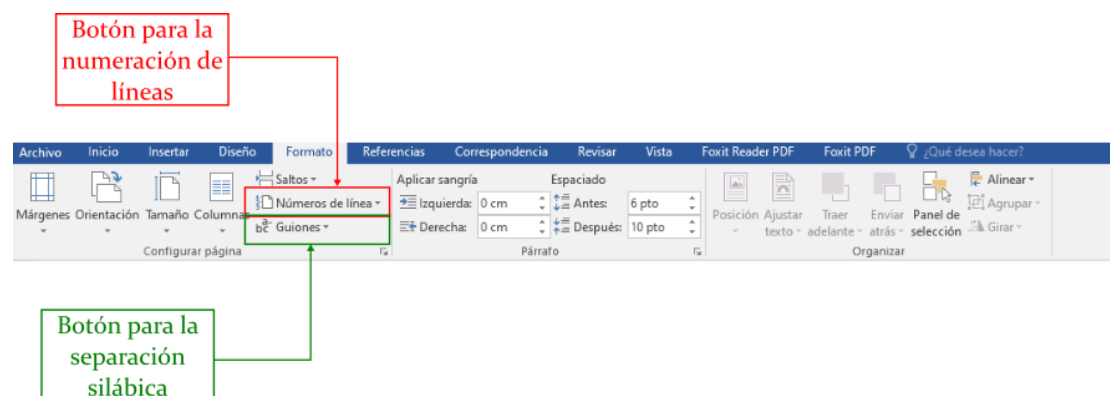 Botón para la
numeración de
líneas
Archivo Inicio Insertar Diseño Formato Referencias Correspondencia Revisar Vista Foxit Reader PDF Foxit PDF ¿Qué desea hacer?
Márgenes Orientación Tamaño Columnas
Saltos
Números de línea
Guiones
Configurar página
Aplicar sangría Espaciado
Izquierda: 0 cm Antes: 6 pto
Derecha: 0 cm Después: 10 pto
Párrafo
Posición Ajustar texto Traer adelante Enviar atrás Panel de selección
Alinear
Agrupar
Girar
Organizar
Botón para la
separación
silábica